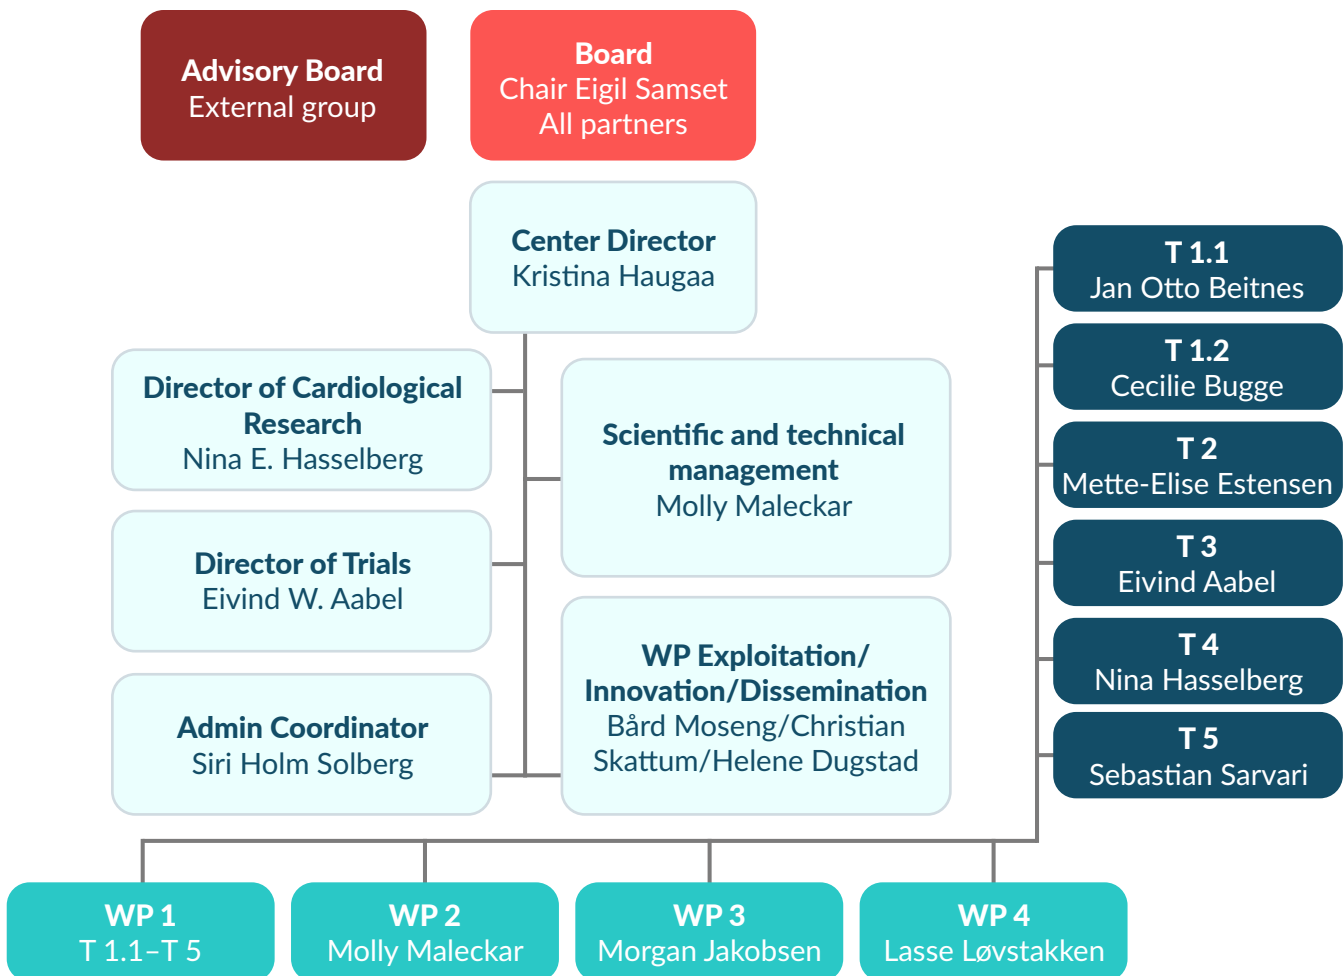 Advisory Board
External group
Board
Chair Eigil Samset
All partners
Center Director
Kristina Haugaa
Director of Cardiological
Research
Nina E. Hasselberg
Scientific and technical
management
Molly Maleckar
Director of Trials
Eivind W. Aabel
WP Exploitation/
Innovation/Dissemination
Bård Moseng/Christian
Skattum/Helene Dugstad
Admin Coordinator
Siri Holm Solberg
T 1.1
Jan Otto Beitnes
T 1.2
Cecilie Bugge
T 2
Mette-Elise Estensen
T 3
Eivind Aabel
T 4
Nina Hasselberg
T 5
Sebastian Sarvari
WP 1
T 1.1–T 5
WP 2
Molly Maleckar
WP 3
Morgan Jakobsen
WP 4
Lasse Løvstakken